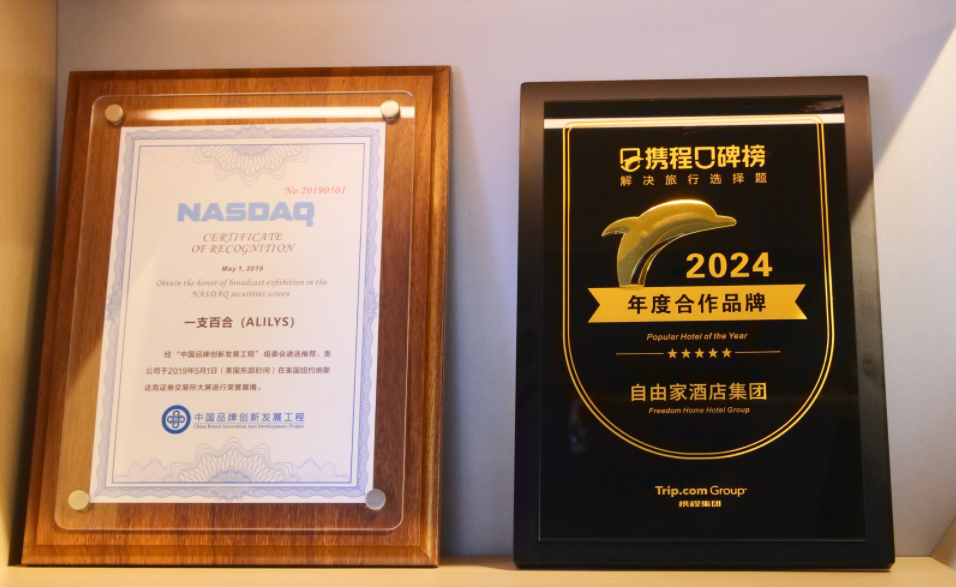 No.20190501
NASDAQ
CERTIFICATE
OF RECOGNITION
May 1, 2019
Obtain the honor of broadcast exhibition in the
NASDAQ securities screen
一支百合（ALILYS）
经“中国品牌创新发展工程”组委会遴选推荐，贵
公司于2019年5月1日（美国东部时间）在美国纽约纳斯
达克证券交易所大屏进行荣誉展播。
中国品牌创新发展工程
China Brand Innovation And Development Project
携程口碑榜
解决旅行选择题
2024
年度合作品牌
Popular Hotel of the Year
自由家酒店集团
Freedom Home Hotel Group
Trip.com Group
携程集团